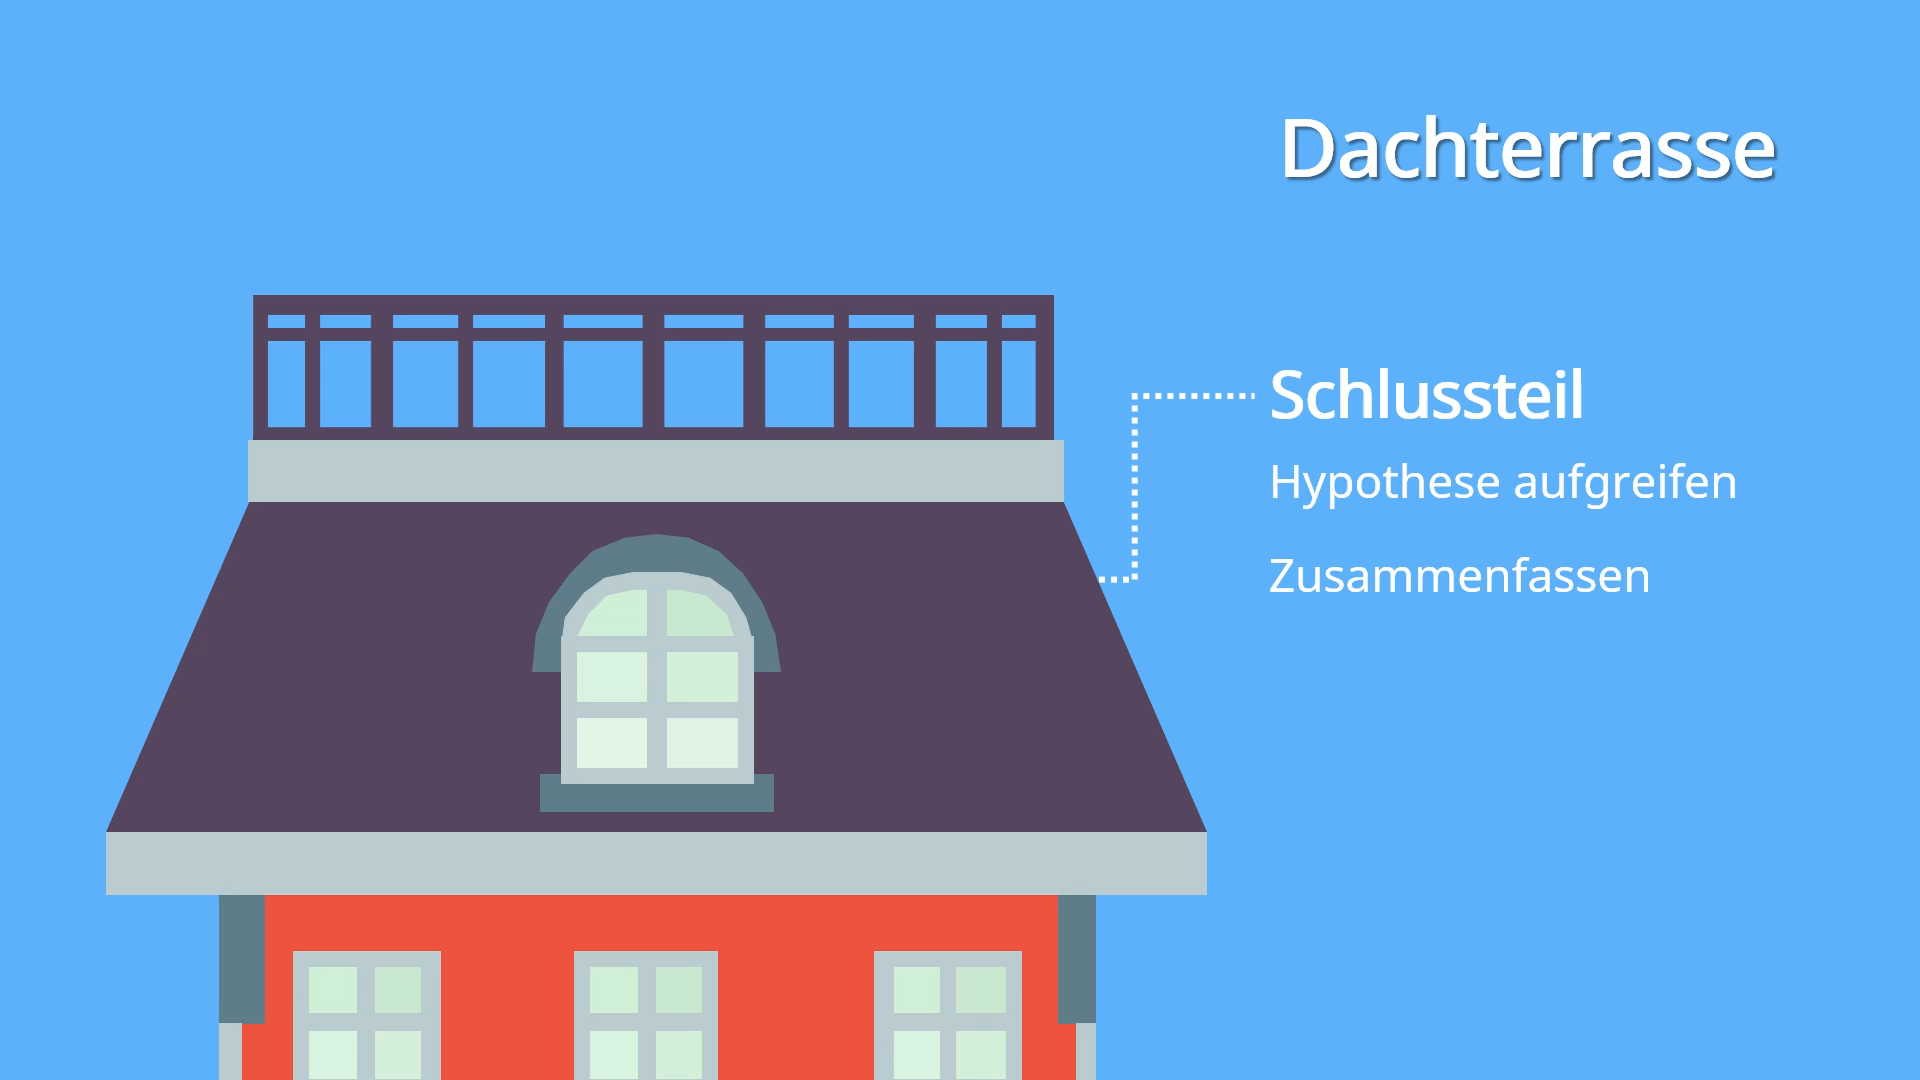 Dachterrasse
Schlussteil
Hypothese aufgreifen
Zusammenfassen